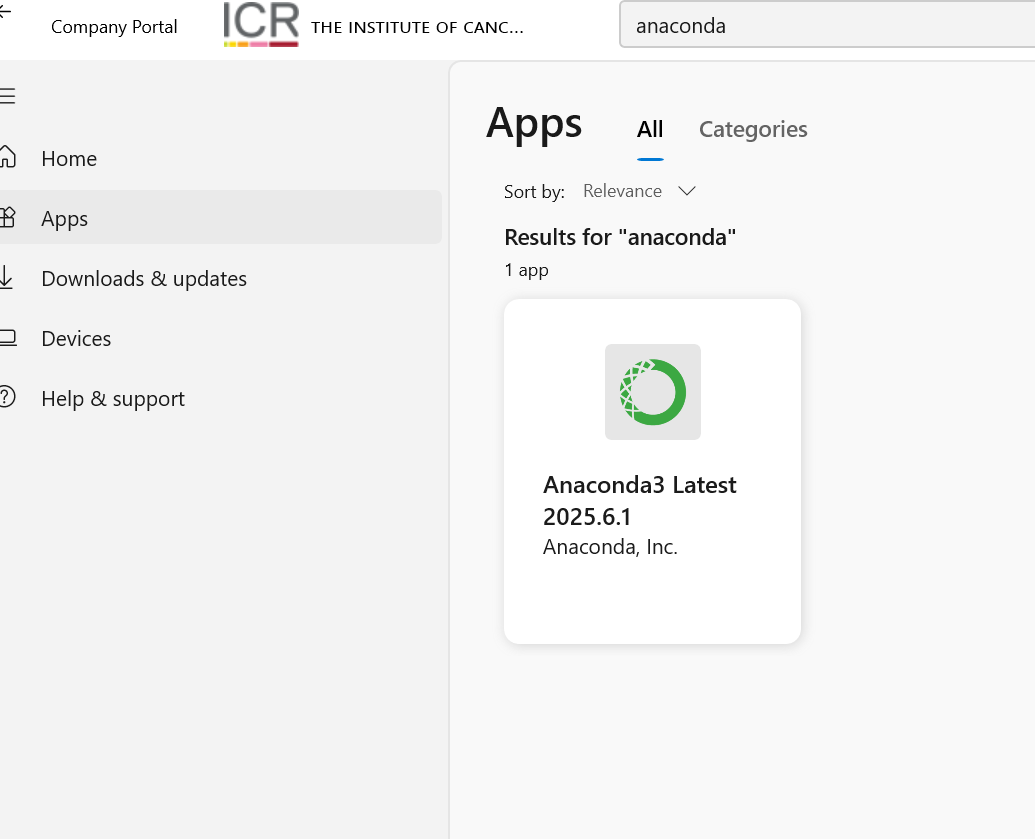 Company Portal
ICR THE INSTITUTE OF CANC...
anaconda
Home
Apps
Downloads & updates
Devices
Help & support
Apps
All
Categories
Sort by: Relevance
Results for "anaconda"
1 app
Anaconda3 Latest
2025.6.1
Anaconda, Inc.